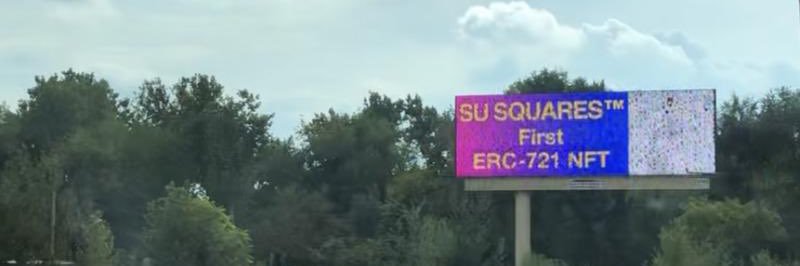 SU SQUARES™
First
ERC-721 NFT